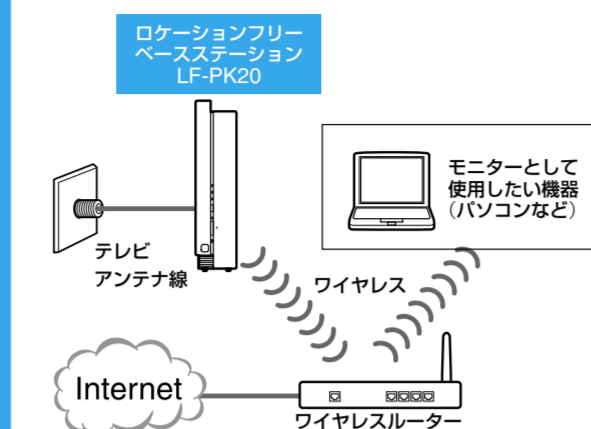 ロケーションフリー
ベースステーション
LF-PK20
モニターとして
使用したい機器
（パソコンなど）
テレビ
アンテナ線
ワイヤレス
Internet
ワイヤレスルーター